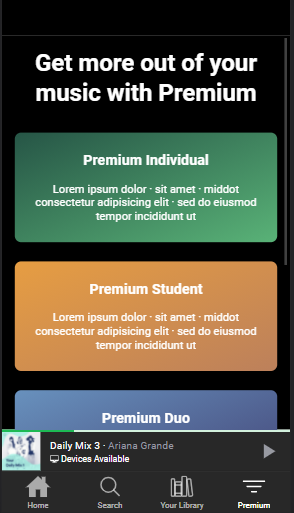 Get more out of your
music with Premium
Premium Individual
Lorem ipsum dolor · sit amet · middot
consectetur adipisicing elit · sed do eiusmod
tempor incididunt ut
Premium Student
Lorem ipsum dolor · sit amet · middot
consectetur adipisicing elit · sed do eiusmod
tempor incididunt ut
Premium Duo
Daily Mix 3 · Ariana Grande
Devices Available
Home
Search
Your Library
Premium